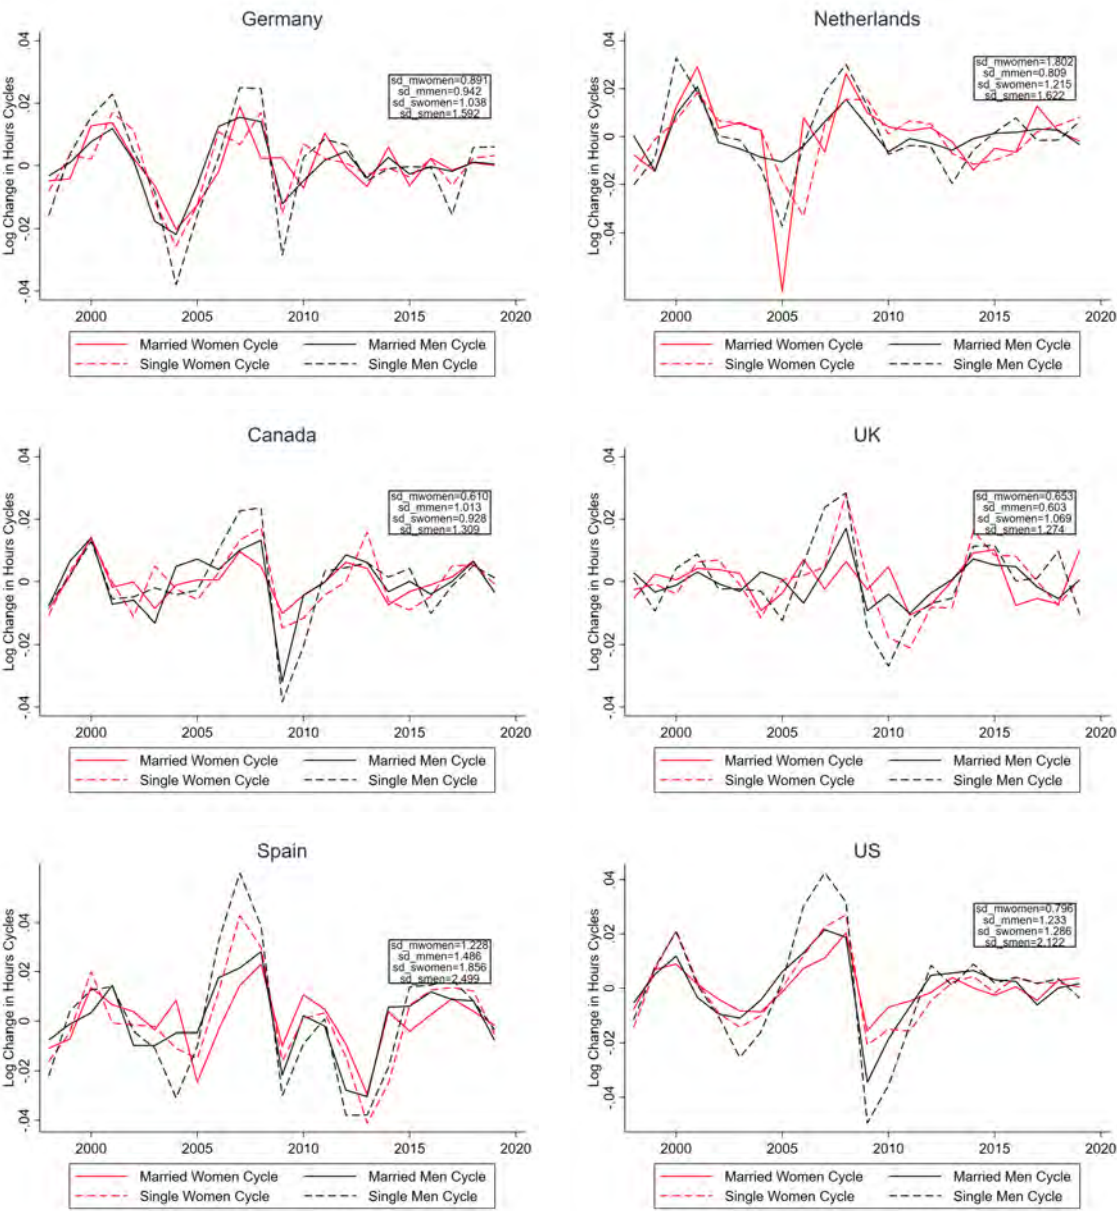 Germany
Log Change in Hours Cycles
.04
.02
0
-.02
-.04
sd_mwomen=0.891
sd_mmen=0.942
sd_swomen=1.038
sd_smen=1.592
2000 2005 2010 2015 2020
Married Women Cycle Married Men Cycle
Single Women Cycle Single Men Cycle
Netherlands
Log Change in Hours Cycles
.04
.02
0
-.02
-.04
sd_mwomen=1.802
sd_mmen=0.809
sd_swomen=1.215
sd_smen=1.622
2000 2005 2010 2015 2020
Married Women Cycle Married Men Cycle
Single Women Cycle Single Men Cycle
Canada
Log Change in Hours Cycles
.04
.02
0
-.02
-.04
sd_mwomen=0.610
sd_mmen=1.013
sd_swomen=0.928
sd_smen=1.309
2000 2005 2010 2015 2020
Married Women Cycle Married Men Cycle
Single Women Cycle Single Men Cycle
UK
Log Change in Hours Cycles
.04
.02
0
-.02
-.04
sd_mwomen=0.653
sd_mmen=0.603
sd_swomen=1.069
sd_smen=1.274
2000 2005 2010 2015 2020
Married Women Cycle Married Men Cycle
Single Women Cycle Single Men Cycle
Spain
Log Change in Hours Cycles
.04
.02
0
-.02
-.04
sd_mwomen=1.228
sd_mmen=1.486
sd_swomen=1.856
sd_smen=2.499
2000 2005 2010 2015 2020
Married Women Cycle Married Men Cycle
Single Women Cycle Single Men Cycle
US
Log Change in Hours Cycles
.04
.02
0
-.02
-.04
sd_mwomen=0.796
sd_mmen=1.233
sd_swomen=1.286
sd_smen=2.122
2000 2005 2010 2015 2020
Married Women Cycle Married Men Cycle
Single Women Cycle Single Men Cycle